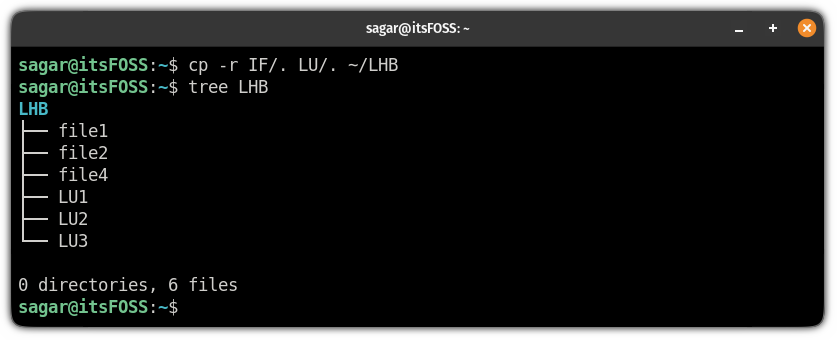 sagar@itsFOSS: ~
sagar@itsFOSS:~$ cp -r IF/. LU/. ~/LHB
sagar@itsFOSS:~$ tree LHB
LHB
├── file1
├── file2
├── file4
├── LU1
├── LU2
└── LU3
0 directories, 6 files
sagar@itsFOSS:~$